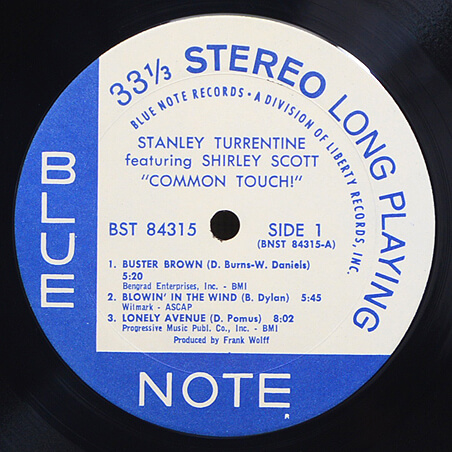 33 1/3 STEREO LONG PLAYING
BLUE NOTE RECORDS • A DIVISION OF LIBERTY RECORDS, INC.
STANLEY TURRENTINE
featuring SHIRLEY SCOTT
"COMMON TOUCH!"
BST 84315 SIDE 1
(BNST 84315-A)
1. BUSTER BROWN (D. Burns-W. Daniels)
5:20
Bengrad Enterprises, Inc. - BMI
2. BLOWIN' IN THE WIND (B. Dylan) 5:45
Wilmark - ASCAP
3. LONELY AVENUE (D. Pomus) 8:02
Progressive Music Publ. Co., Inc. - BMI
Produced by Frank Wolff
BLUE
NOTE
R